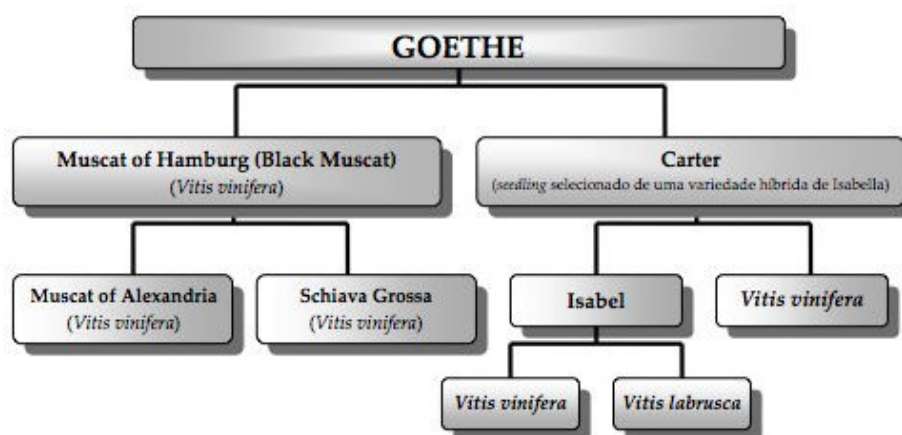 GOETHE
Muscat of Hamburg (Black Muscat)
(Vitis vinifera)
Carter
(seedling selecionado de uma variedade híbrida de Isabella)
Muscat of Alexandria
(Vitis vinifera)
Schiava Grossa
(Vitis vinifera)
Isabel
Vitis vinifera
Vitis vinifera
Vitis labrusca